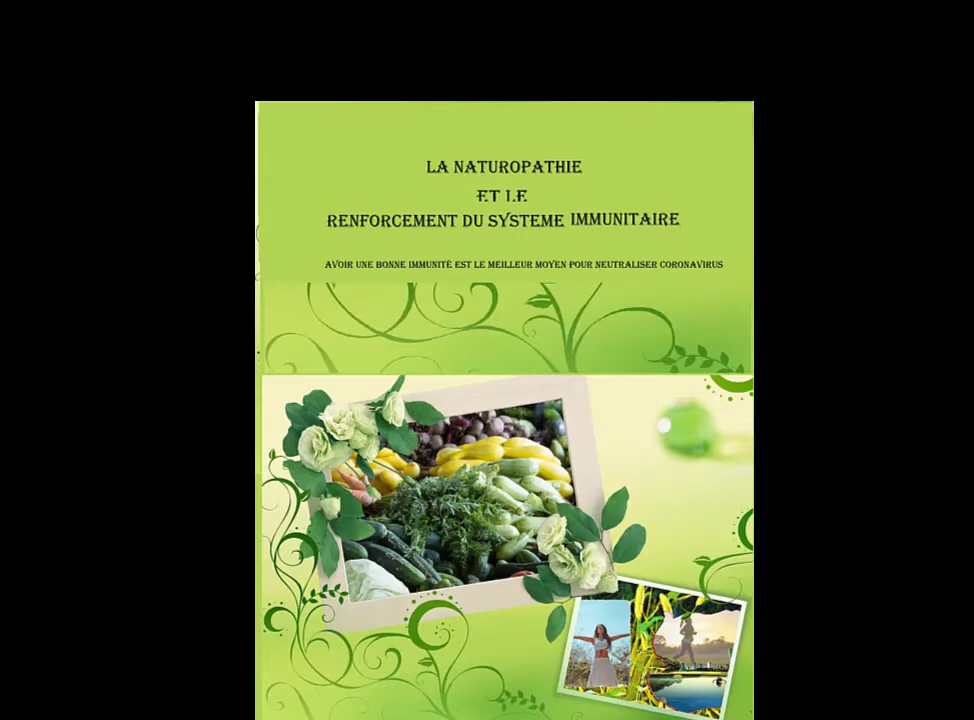 LA NATUROPATHIE
ET LE
RENFORCEMENT DU SYSTEME IMMUNITAIRE
AVOIR UNE BONNE IMMUNITÉ EST LE MEILLEUR MOYEN POUR NEUTRALISER CORONAVIRUS